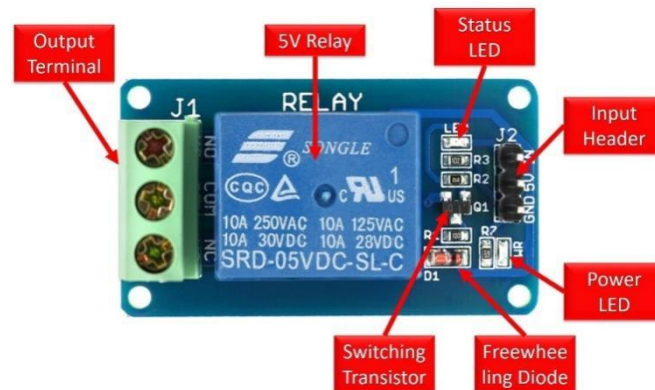 Output
Terminal
5V Relay
Status
LED
Input
Header
J1
RELAY
NO
COM
NC
SONGLE
®
CQC
c US
1
10A 250VAC 10A 125VAC
10A 30VDC 10A 28VDC
SRD-05VDC-SL-C
LED
R3
R2
Q1
D1
R7
J2
IN
5V
GND
Power
LED
Switching
Transistor
Freewhee
ling Diode